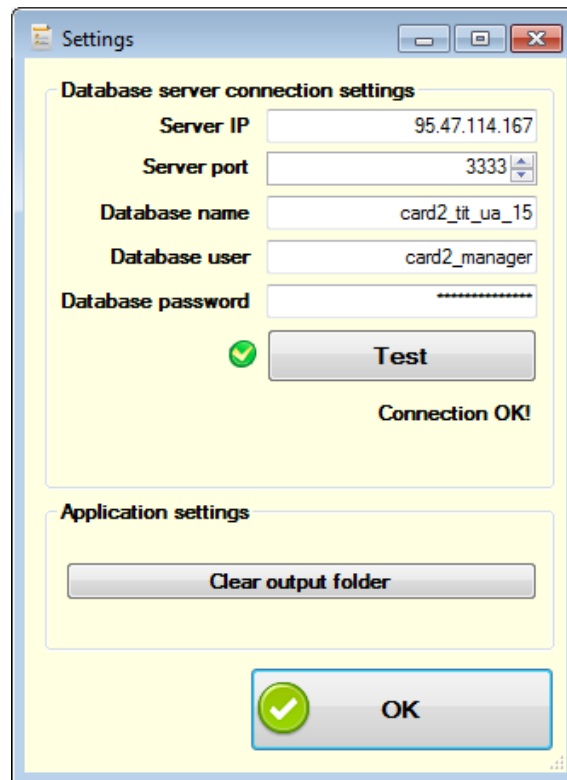 Settings
Database server connection settings
Server IP 95.47.114.167
Server port 3333
Database name card2_tit_ua_15
Database user card2_manager
Database password **************
Test
Connection OK!
Application settings
Clear output folder
OK